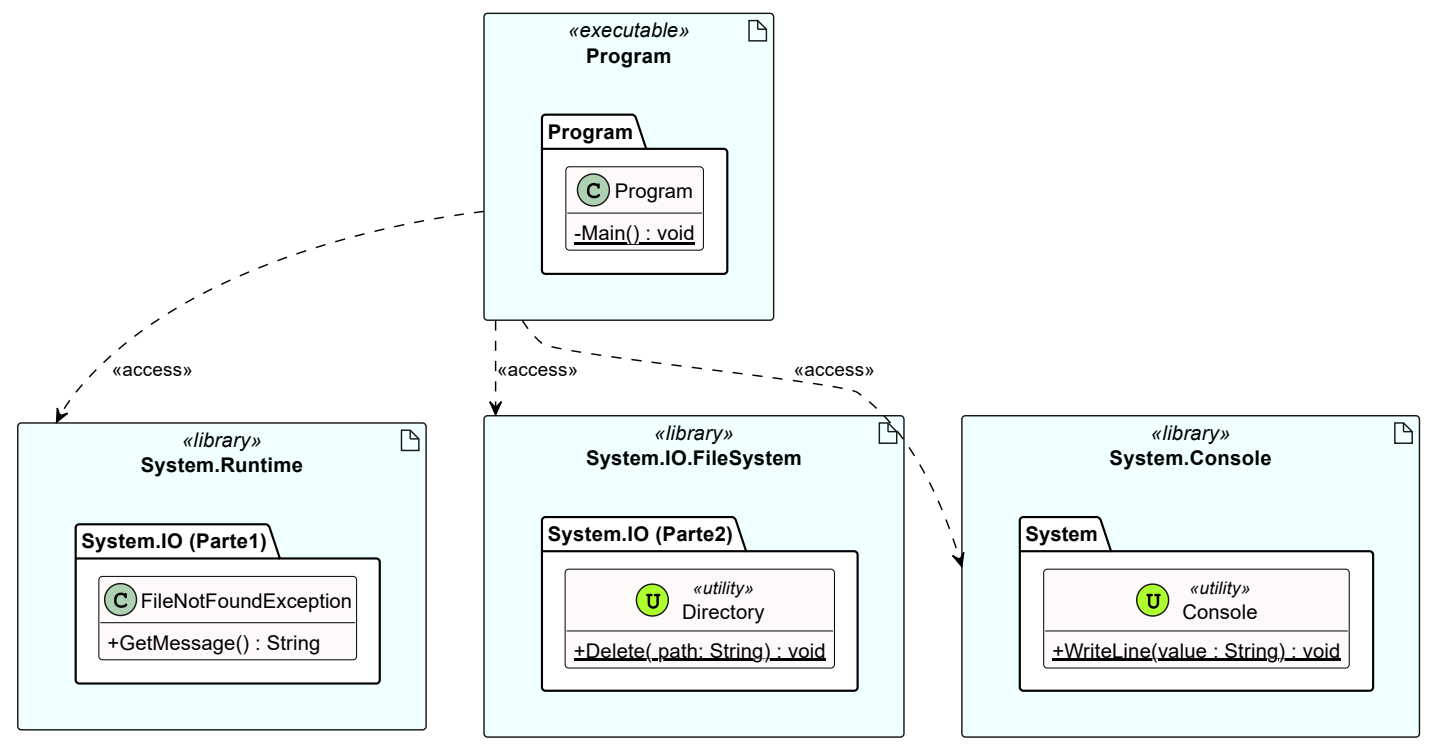 «executable»
Program
Program
C Program
-Main() : void
«access»
«access»
«access»
«library»
System.Runtime
System.IO (Parte1)
C FileNotFoundException
+GetMessage() : String
«library»
System.IO.FileSystem
System.IO (Parte2)
U «utility»
Directory
+Delete( path: String) : void
«library»
System.Console
System
U «utility»
Console
+WriteLine(value : String) : void